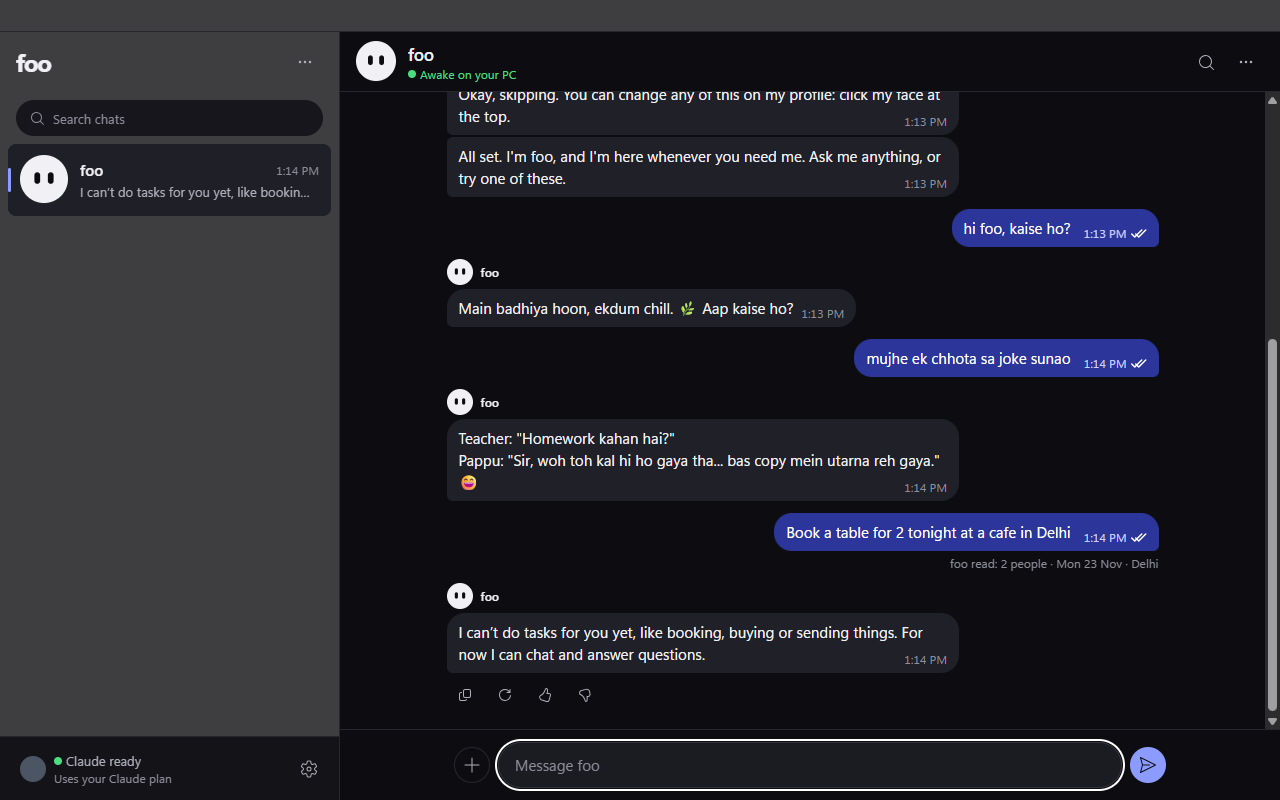 foo
Search chats
foo
1:14 PM
I can't do tasks for you yet, like bookin...
Claude ready
Uses your Claude plan
foo
Awake on your PC
Okay, skipping. You can change any of this on my profile: click my face at
the top.
1:13 PM
All set. I'm foo, and I'm here whenever you need me. Ask me anything, or
try one of these.
1:13 PM
hi foo, kaise ho?
1:13 PM
foo
Main badhiya hoon, ekdum chill. 🌿 Aap kaise ho?
1:13 PM
mujhe ek chhota sa joke sunao
1:14 PM
foo
Teacher: "Homework kahan hai?"
Pappu: "Sir, woh toh kal hi ho gaya tha... bas copy mein utarna reh gaya."
😄
1:14 PM
Book a table for 2 tonight at a cafe in Delhi
1:14 PM
foo read: 2 people · Mon 23 Nov · Delhi
foo
I can’t do tasks for you yet, like booking, buying or sending things. For
now I can chat and answer questions.
1:14 PM
Message foo